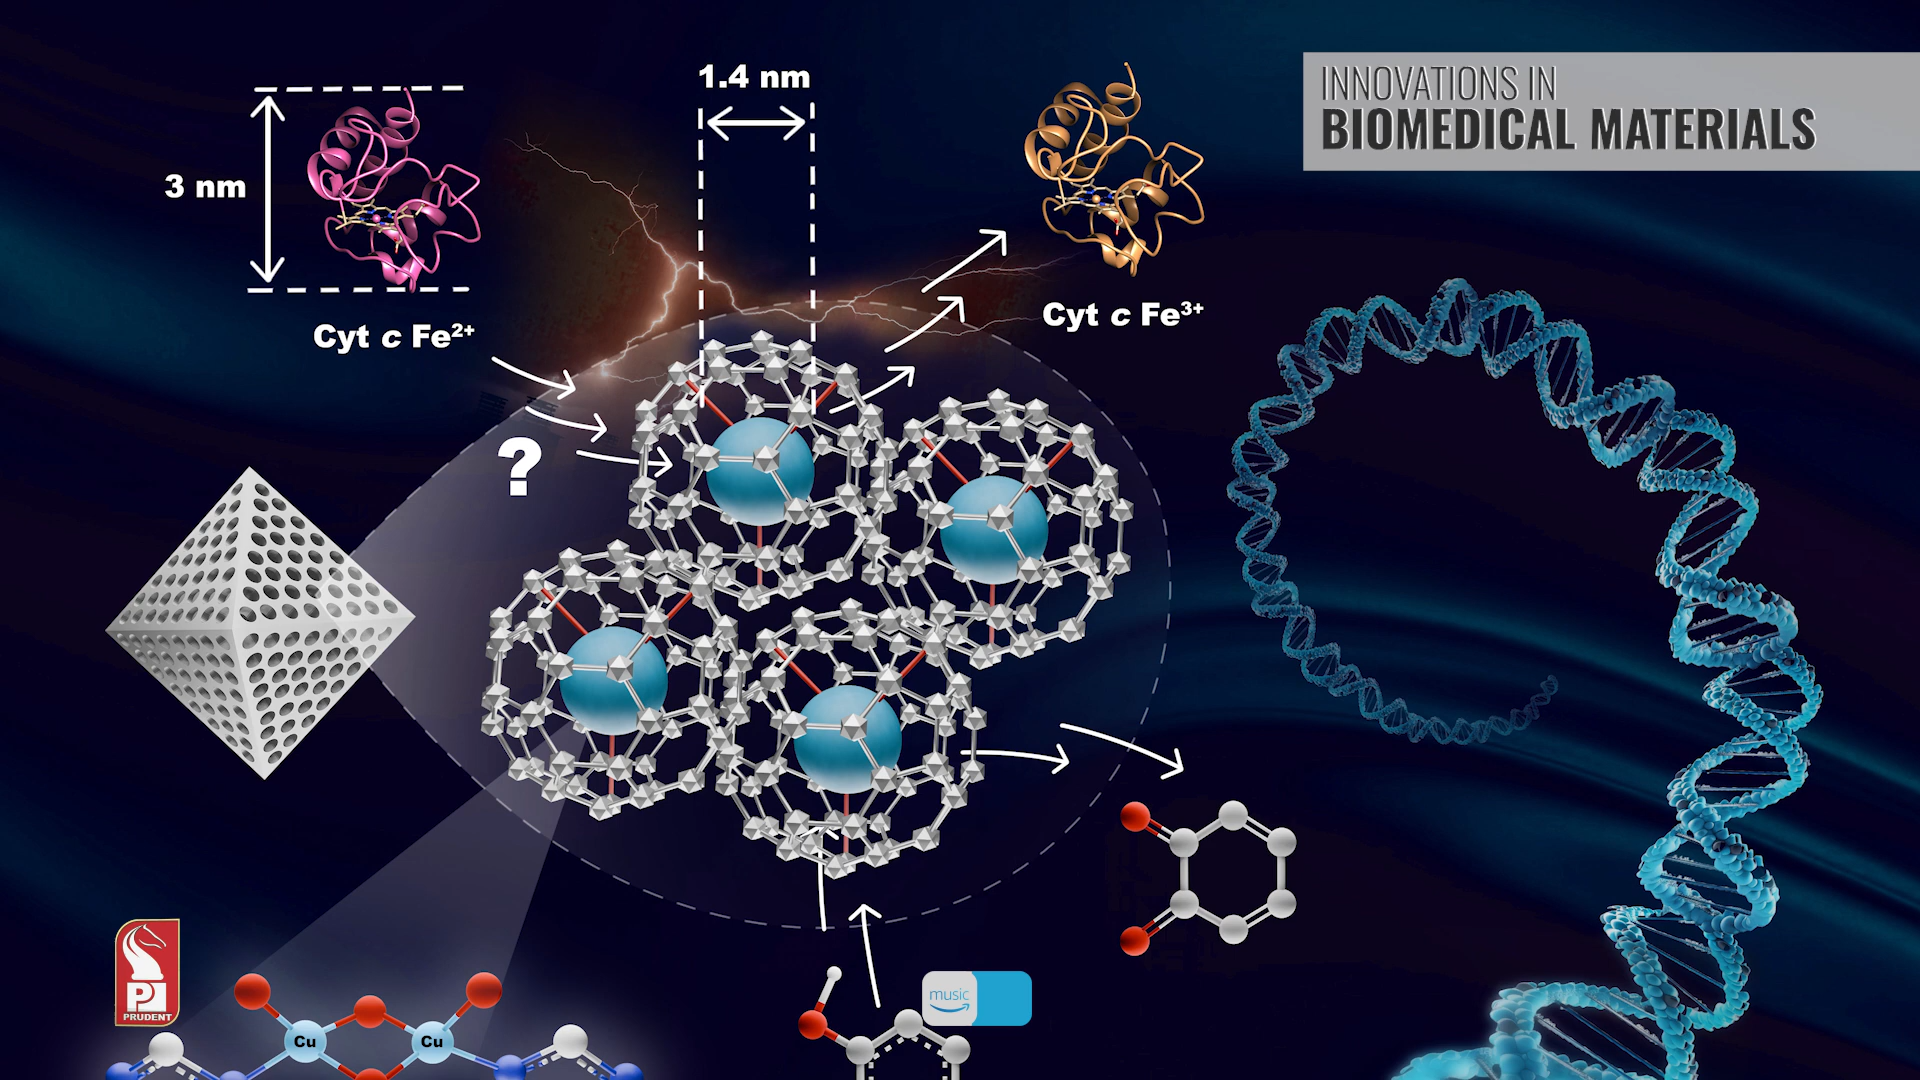 1.4 nm
3 nm
INNOVATIONS IN
BIOMEDICAL MATERIALS
Cyt c Fe²⁺
Cyt c Fe³⁺
?
P
PRUDENT
music
Cu
Cu